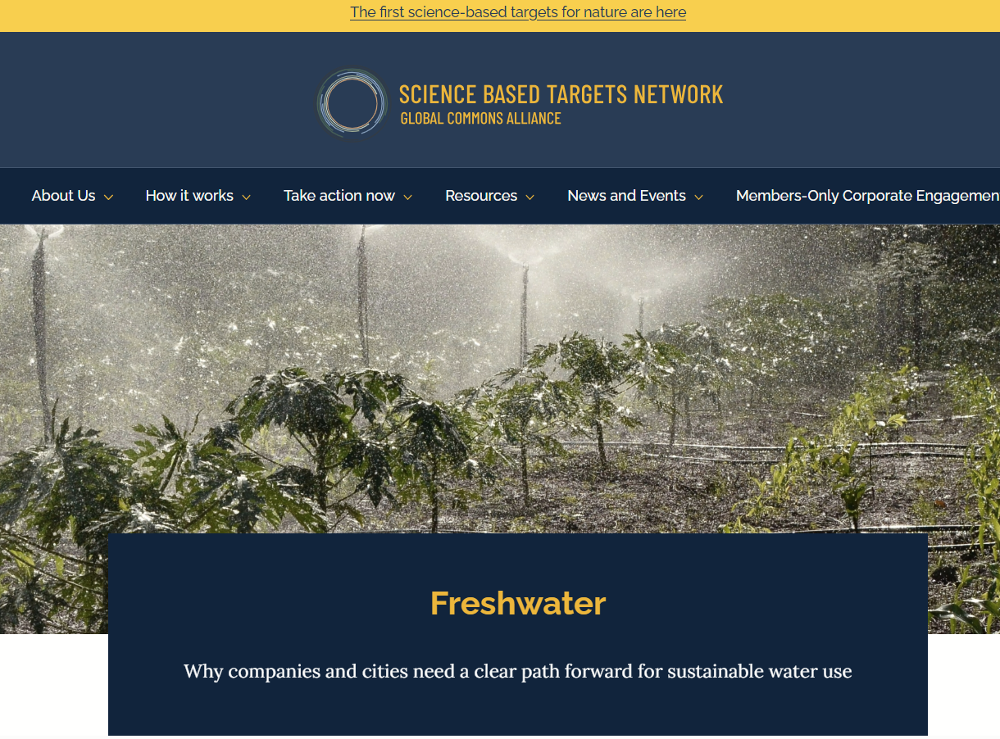 The first science-based targets for nature are here
SCIENCE BASED TARGETS NETWORK
GLOBAL COMMONS ALLIANCE
About Us How it works Take action now Resources News and Events Members-Only Corporate Engagemen
Freshwater
Why companies and cities need a clear path forward for sustainable water use